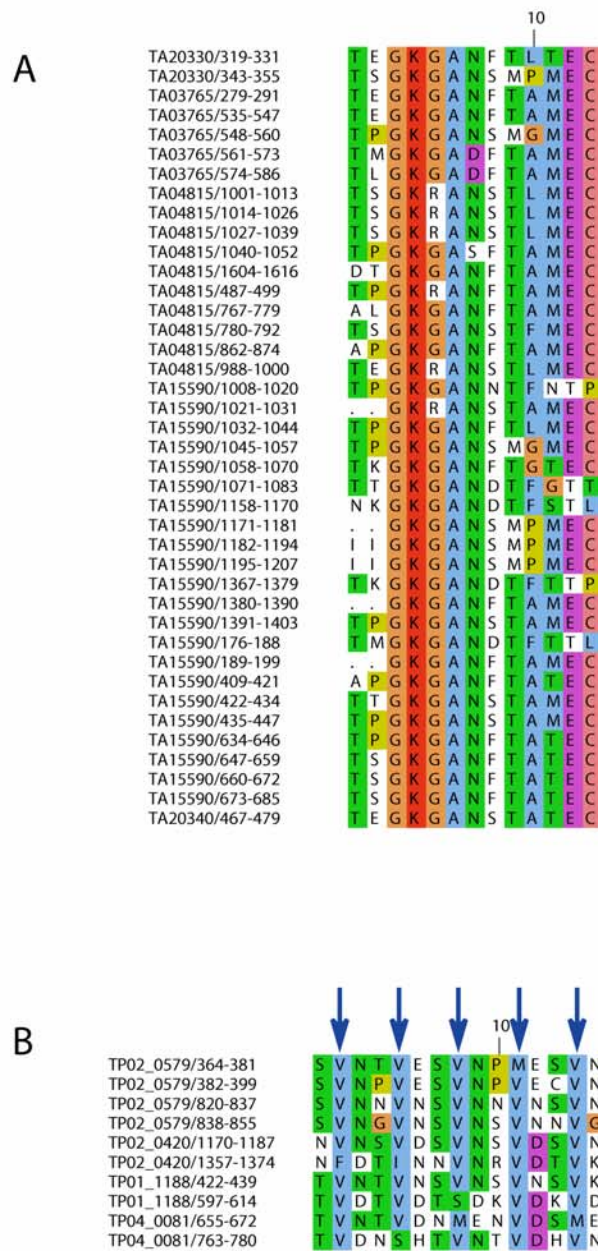 A
10
TA20330/319-331 T E G K G A N F T L T E C
TA20330/343-355 T S G K G A N S M P M E C
TA03765/279-291 T E G K G A N F T A M E C
TA03765/535-547 T E G K G A N F T A M E C
TA03765/548-560 T P G K G A N S M G M E C
TA03765/561-573 T M G K G A D F T A M E C
TA03765/574-586 T L G K G A D F T A M E C
TA04815/1001-1013 T S G K R A N S T L M E C
TA04815/1014-1026 T S G K R A N S T L M E C
TA04815/1027-1039 T S G K R A N S T L M E C
TA04815/1040-1052 T P G K G A S F T A M E C
TA04815/1604-1616 D T G K G A N F T A M E C
TA04815/487-499 T P G K R A N F T A M E C
TA04815/767-779 A L G K G A N F T A M E C
TA04815/780-792 T S G K G A N S T F M E C
TA04815/862-874 A P G K G A N F T A M E C
TA04815/988-1000 T E G K R A N S T L M E C
TA15590/1008-1020 T P G K G A N N T F N T P
TA15590/1021-1031 . . G K R A N S T A M E C
TA15590/1032-1044 T P G K G A N F T L M E C
TA15590/1045-1057 T P G K G A N S M G M E C
TA15590/1058-1070 T K G K G A N F T G T E C
TA15590/1071-1083 T T G K G A N D T F G T T
TA15590/1158-1170 N K G K G A N D T F S T L
TA15590/1171-1181 . . G K G A N S M P M E C
TA15590/1182-1194 I I G K G A N S M P M E C
TA15590/1195-1207 I I G K G A N S M P M E C
TA15590/1367-1379 T K G K G A N D T F T T P
TA15590/1380-1390 . . G K G A N F T A M E C
TA15590/1391-1403 T P G K G A N S T A M E C
TA15590/176-188 T M G K G A N D T F T T L
TA15590/189-199 . . G K G A N F T A M E C
TA15590/409-421 A P G K G A N F T A T E C
TA15590/422-434 T T G K G A N S T A M E C
TA15590/435-447 T P G K G A N S T A M E C
TA15590/634-646 T P G K G A N F T A T E C
TA15590/647-659 T S G K G A N F T A T E C
TA15590/660-672 T S G K G A N S T A T E C
TA15590/673-685 T S G K G A N F T A T E C
TA20340/467-479 T E G K G A N S T A T E C
B
10
TP02_0579/364-381 S V N T V E S V N P M E S V N
TP02_0579/382-399 S V N P V E S V N P V E C V N
TP02_0579/820-837 S V N N V N S V N N V N S V N
TP02_0579/838-855 S V N G V N S V N S V N N V G
TP02_0420/1170-1187 N V N S V D S V N S V D S V N
TP02_0420/1357-1374 N F D T I N N V N R V D T V K
TP01_1188/422-439 T V N T V N S V N S V N S V K
TP01_1188/597-614 T V D T V D T S D K V D K V D
TP04_0081/655-672 T V N T V D N M E N V D S M E
TP04_0081/763-780 T V D N S H T V N T V D H V N